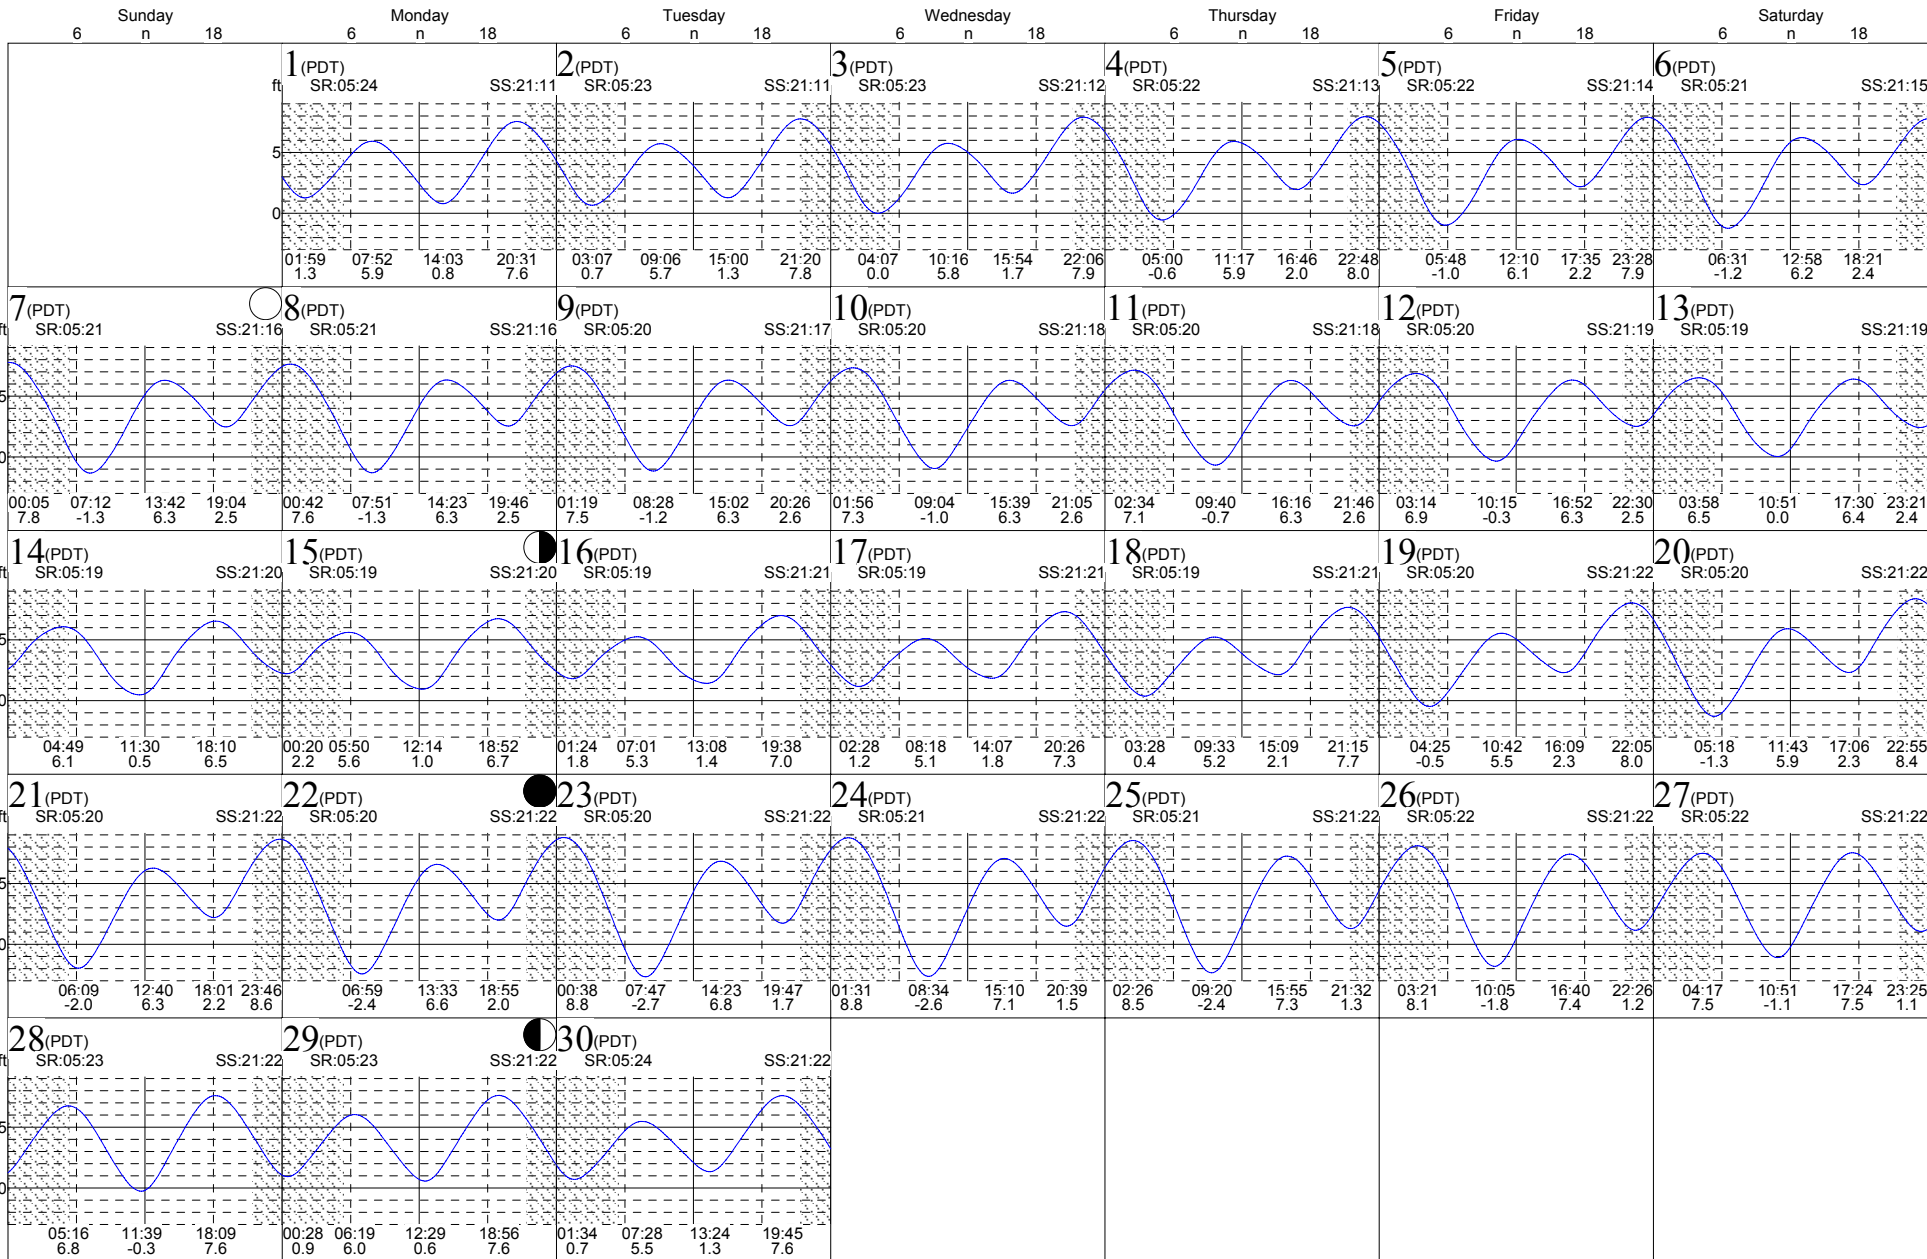 Sunday Monday Tuesday Wednesday Thursday Friday Saturday
6 n 18 6 n 18 6 n 18 6 n 18 6 n 18 6 n 18 6 n 18
1(PDT) 2(PDT) 3(PDT) 4(PDT) 5(PDT) 6(PDT)
ft SR:05:24 SS:21:11 SR:05:23 SS:21:11 SR:05:23 SS:21:12 SR:05:22 SS:21:13 SR:05:22 SS:21:14 SR:05:21 SS:21:15
5
0
01:59 07:52 14:03 20:31 03:07 09:06 15:00 21:20 04:07 10:16 15:54 22:06 05:00 11:17 16:46 22:48 05:48 12:10 17:35 23:28 06:31 12:58 18:21
1.3 5.9 0.8 7.6 0.7 5.7 1.3 7.8 0.0 5.8 1.7 7.9 -0.6 5.9 2.0 8.0 -1.0 6.1 2.2 7.9 -1.2 6.2 2.4
7(PDT) 8(PDT) 9(PDT) 10(PDT) 11(PDT) 12(PDT) 13(PDT)
ft SR:05:21 SS:21:16 SR:05:21 SS:21:16 SR:05:20 SS:21:17 SR:05:20 SS:21:18 SR:05:20 SS:21:18 SR:05:20 SS:21:19 SR:05:19 SS:21:19
5
0
00:05 07:12 13:42 19:04 00:42 07:51 14:23 19:46 01:19 08:28 15:02 20:26 01:56 09:04 15:39 21:05 02:34 09:40 16:16 21:46 03:14 10:15 16:52 22:30 03:58 10:51 17:30 23:21
7.8 -1.3 6.3 2.5 7.6 -1.3 6.3 2.5 7.5 -1.2 6.3 2.6 7.3 -1.0 6.3 2.6 7.1 -0.7 6.3 2.6 6.9 -0.3 6.3 2.5 6.5 0.0 6.4 2.4
14(PDT) 15(PDT) 16(PDT) 17(PDT) 18(PDT) 19(PDT) 20(PDT)
ft SR:05:19 SS:21:20 SR:05:19 SS:21:20 SR:05:19 SS:21:21 SR:05:19 SS:21:21 SR:05:19 SS:21:21 SR:05:20 SS:21:22 SR:05:20 SS:21:22
5
0
04:49 11:30 18:10 00:20 05:50 12:14 18:52 01:24 07:01 13:08 19:38 02:28 08:18 14:07 20:26 03:28 09:33 15:09 21:15 04:25 10:42 16:09 22:05 05:18 11:43 17:06 22:55
6.1 0.5 6.5 2.2 5.6 1.0 6.7 1.8 5.3 1.4 7.0 1.2 5.1 1.8 7.3 0.4 5.2 2.1 7.7 -0.5 5.5 2.3 8.0 -1.3 5.9 2.3 8.4
21(PDT) 22(PDT) 23(PDT) 24(PDT) 25(PDT) 26(PDT) 27(PDT)
ft SR:05:20 SS:21:22 SR:05:20 SS:21:22 SR:05:20 SS:21:22 SR:05:21 SS:21:22 SR:05:21 SS:21:22 SR:05:22 SS:21:22 SR:05:22 SS:21:22
5
0
06:09 12:40 18:01 23:46 06:59 13:33 18:55 00:38 07:47 14:23 19:47 01:31 08:34 15:10 20:39 02:26 09:20 15:55 21:32 03:21 10:05 16:40 22:26 04:17 10:51 17:24 23:25
-2.0 6.3 2.2 8.6 -2.4 6.6 2.0 8.8 -2.7 6.8 1.7 8.8 -2.6 7.1 1.5 8.5 -2.4 7.3 1.3 8.1 -1.8 7.4 1.2 7.5 -1.1 7.5 1.1
28(PDT) 29(PDT) 30(PDT)
ft SR:05:23 SS:21:22 SR:05:23 SS:21:22 SR:05:24 SS:21:22
5
0
05:16 11:39 18:09 00:28 06:19 12:29 18:56 01:34 07:28 13:24 19:45
6.8 -0.3 7.6 0.9 6.0 0.6 7.6 0.7 5.5 1.3 7.6